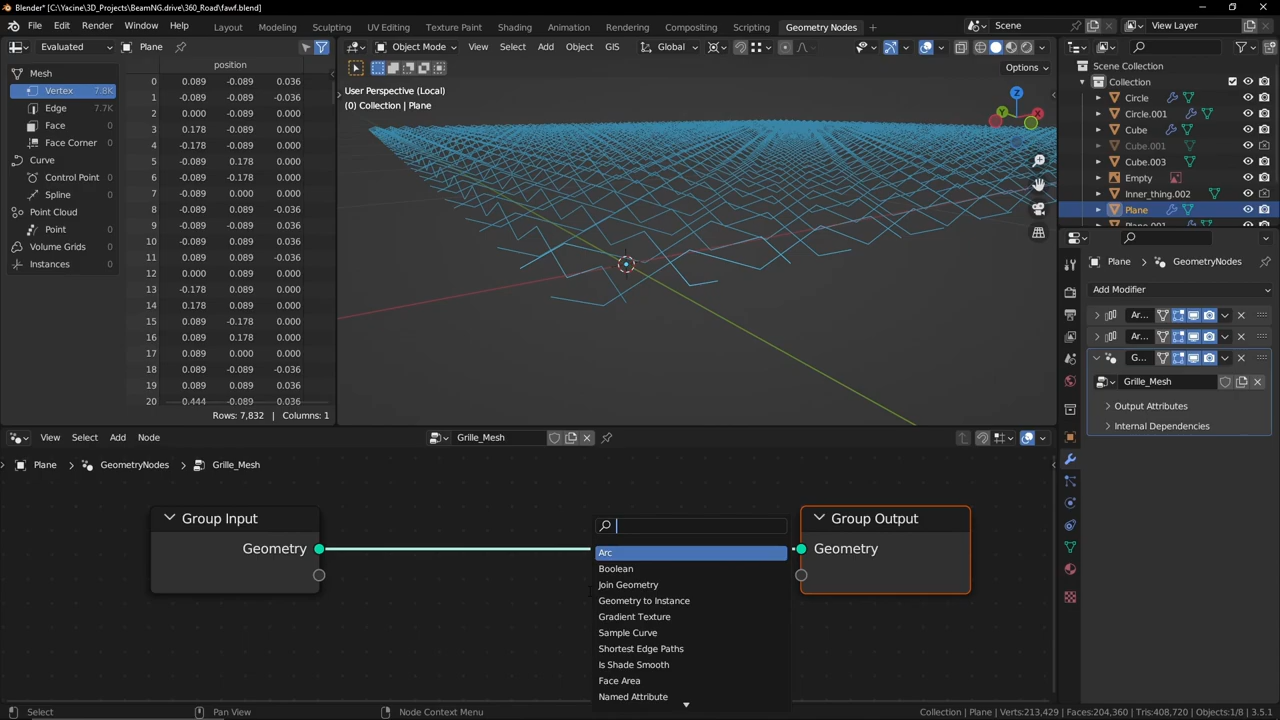 Blender* [C:\Yacine\3D_Projects\BeamNG.drive\360_Road\fawf.blend]
File Edit Render Window Help
Layout Modeling Sculpting UV Editing Texture Paint Shading Animation Rendering Compositing Geometry Nodes Scripting
Scene
View Layer
Evaluated
Plane
Object Mode View Select Add Object GIS
Global
Options
position
Mesh
Vertex 7.8K
Edge 7.7K
Face 0
Face Corner 0
Curve
Control Point 0
Spline 0
Point Cloud
Point 0
Volume Grids 0
Instances 0
0 0.089 -0.089 0.036
1 -0.089 -0.089 -0.036
2 0.000 -0.089 0.000
3 0.178 -0.089 0.089
4 -0.178 -0.089 0.000
5 -0.089 0.178 0.000
6 -0.089 -0.178 0.000
7 -0.089 0.000 0.000
8 0.089 -0.089 0.036
9 -0.089 -0.089 -0.036
10 -0.089 -0.089 0.036
11 0.089 -0.089 -0.036
12 0.000 -0.089 0.000
13 -0.178 -0.089 0.000
14 0.178 -0.089 0.089
15 0.089 -0.178 0.000
16 0.089 0.178 0.000
17 0.089 0.000 0.000
18 0.089 -0.089 -0.036
19 0.089 -0.089 0.036
20 0.444 -0.089 0.036
Rows: 7,832 | Columns: 1
User Perspective (Local)
(0) Collection | Plane
Z
Y
X
Scene Collection
Collection
Circle
Circle.001
Cube
Cube.001
Cube.003
Empty
Inner_thing.002
Plane
Plane.001
Plane
GeometryNodes
Add Modifier
Ar...
Ar...
G...
Grille_Mesh
Output Attributes
Internal Dependencies
View Select Add Node
Grille_Mesh
Plane
GeometryNodes
Grille_Mesh
Group Input
Geometry
Group Output
Geometry
Arc
Boolean
Join Geometry
Geometry to Instance
Gradient Texture
Sample Curve
Shortest Edge Paths
Is Shade Smooth
Face Area
Named Attribute
Select
Pan View
Node Context Menu
Collection | Plane | Verts:213,429 | Faces:204,360 | Tris:408,720 | Objects:1/8 | 3.5.1